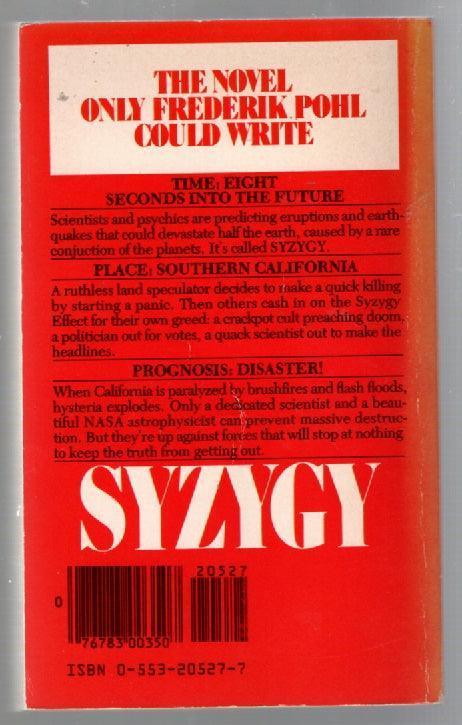 THE NOVEL
ONLY FREDERIK POHL
COULD WRITE
TIME: EIGHT
SECONDS INTO THE FUTURE
Scientists and psychics are predicting eruptions and earth-
quakes that could devastate half the earth, caused by a rare
conjuction of the planets. It's called SYZYGY.
PLACE: SOUTHERN CALIFORNIA
A ruthless land speculator decides to make a quick killing
by starting a panic. Then others cash in on the Syzygy
Effect for their own greed: a crackpot cult preaching doom,
a politician out for votes, a quack scientist out to make the
headlines.
PROGNOSIS: DISASTER!
When California is paralyzed by brushfires and flash floods,
hysteria explodes. Only a dedicated scientist and a beau-
tiful NASA astrophysicist can prevent massive destruc-
tion. But they're up against forces that will stop at nothing
to keep the truth from getting out.
SYZYGY
20527
0
76783 00350
ISBN 0-553-20527-7